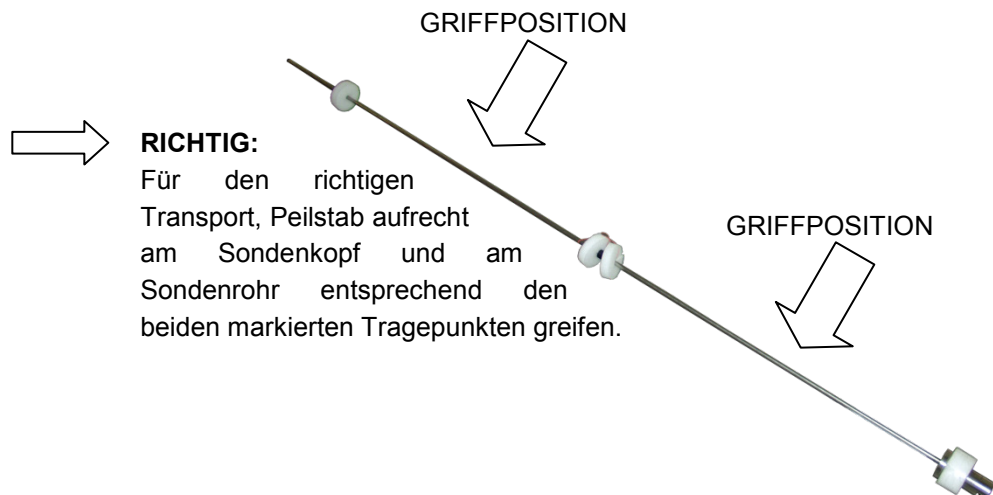 GRIFFPOSITION
RICHTIG:
Für den richtigen
Transport, Peilstab aufrecht
am Sondenkopf und am
Sondenrohr entsprechend den
beiden markierten Tragepunkten greifen.
GRIFFPOSITION